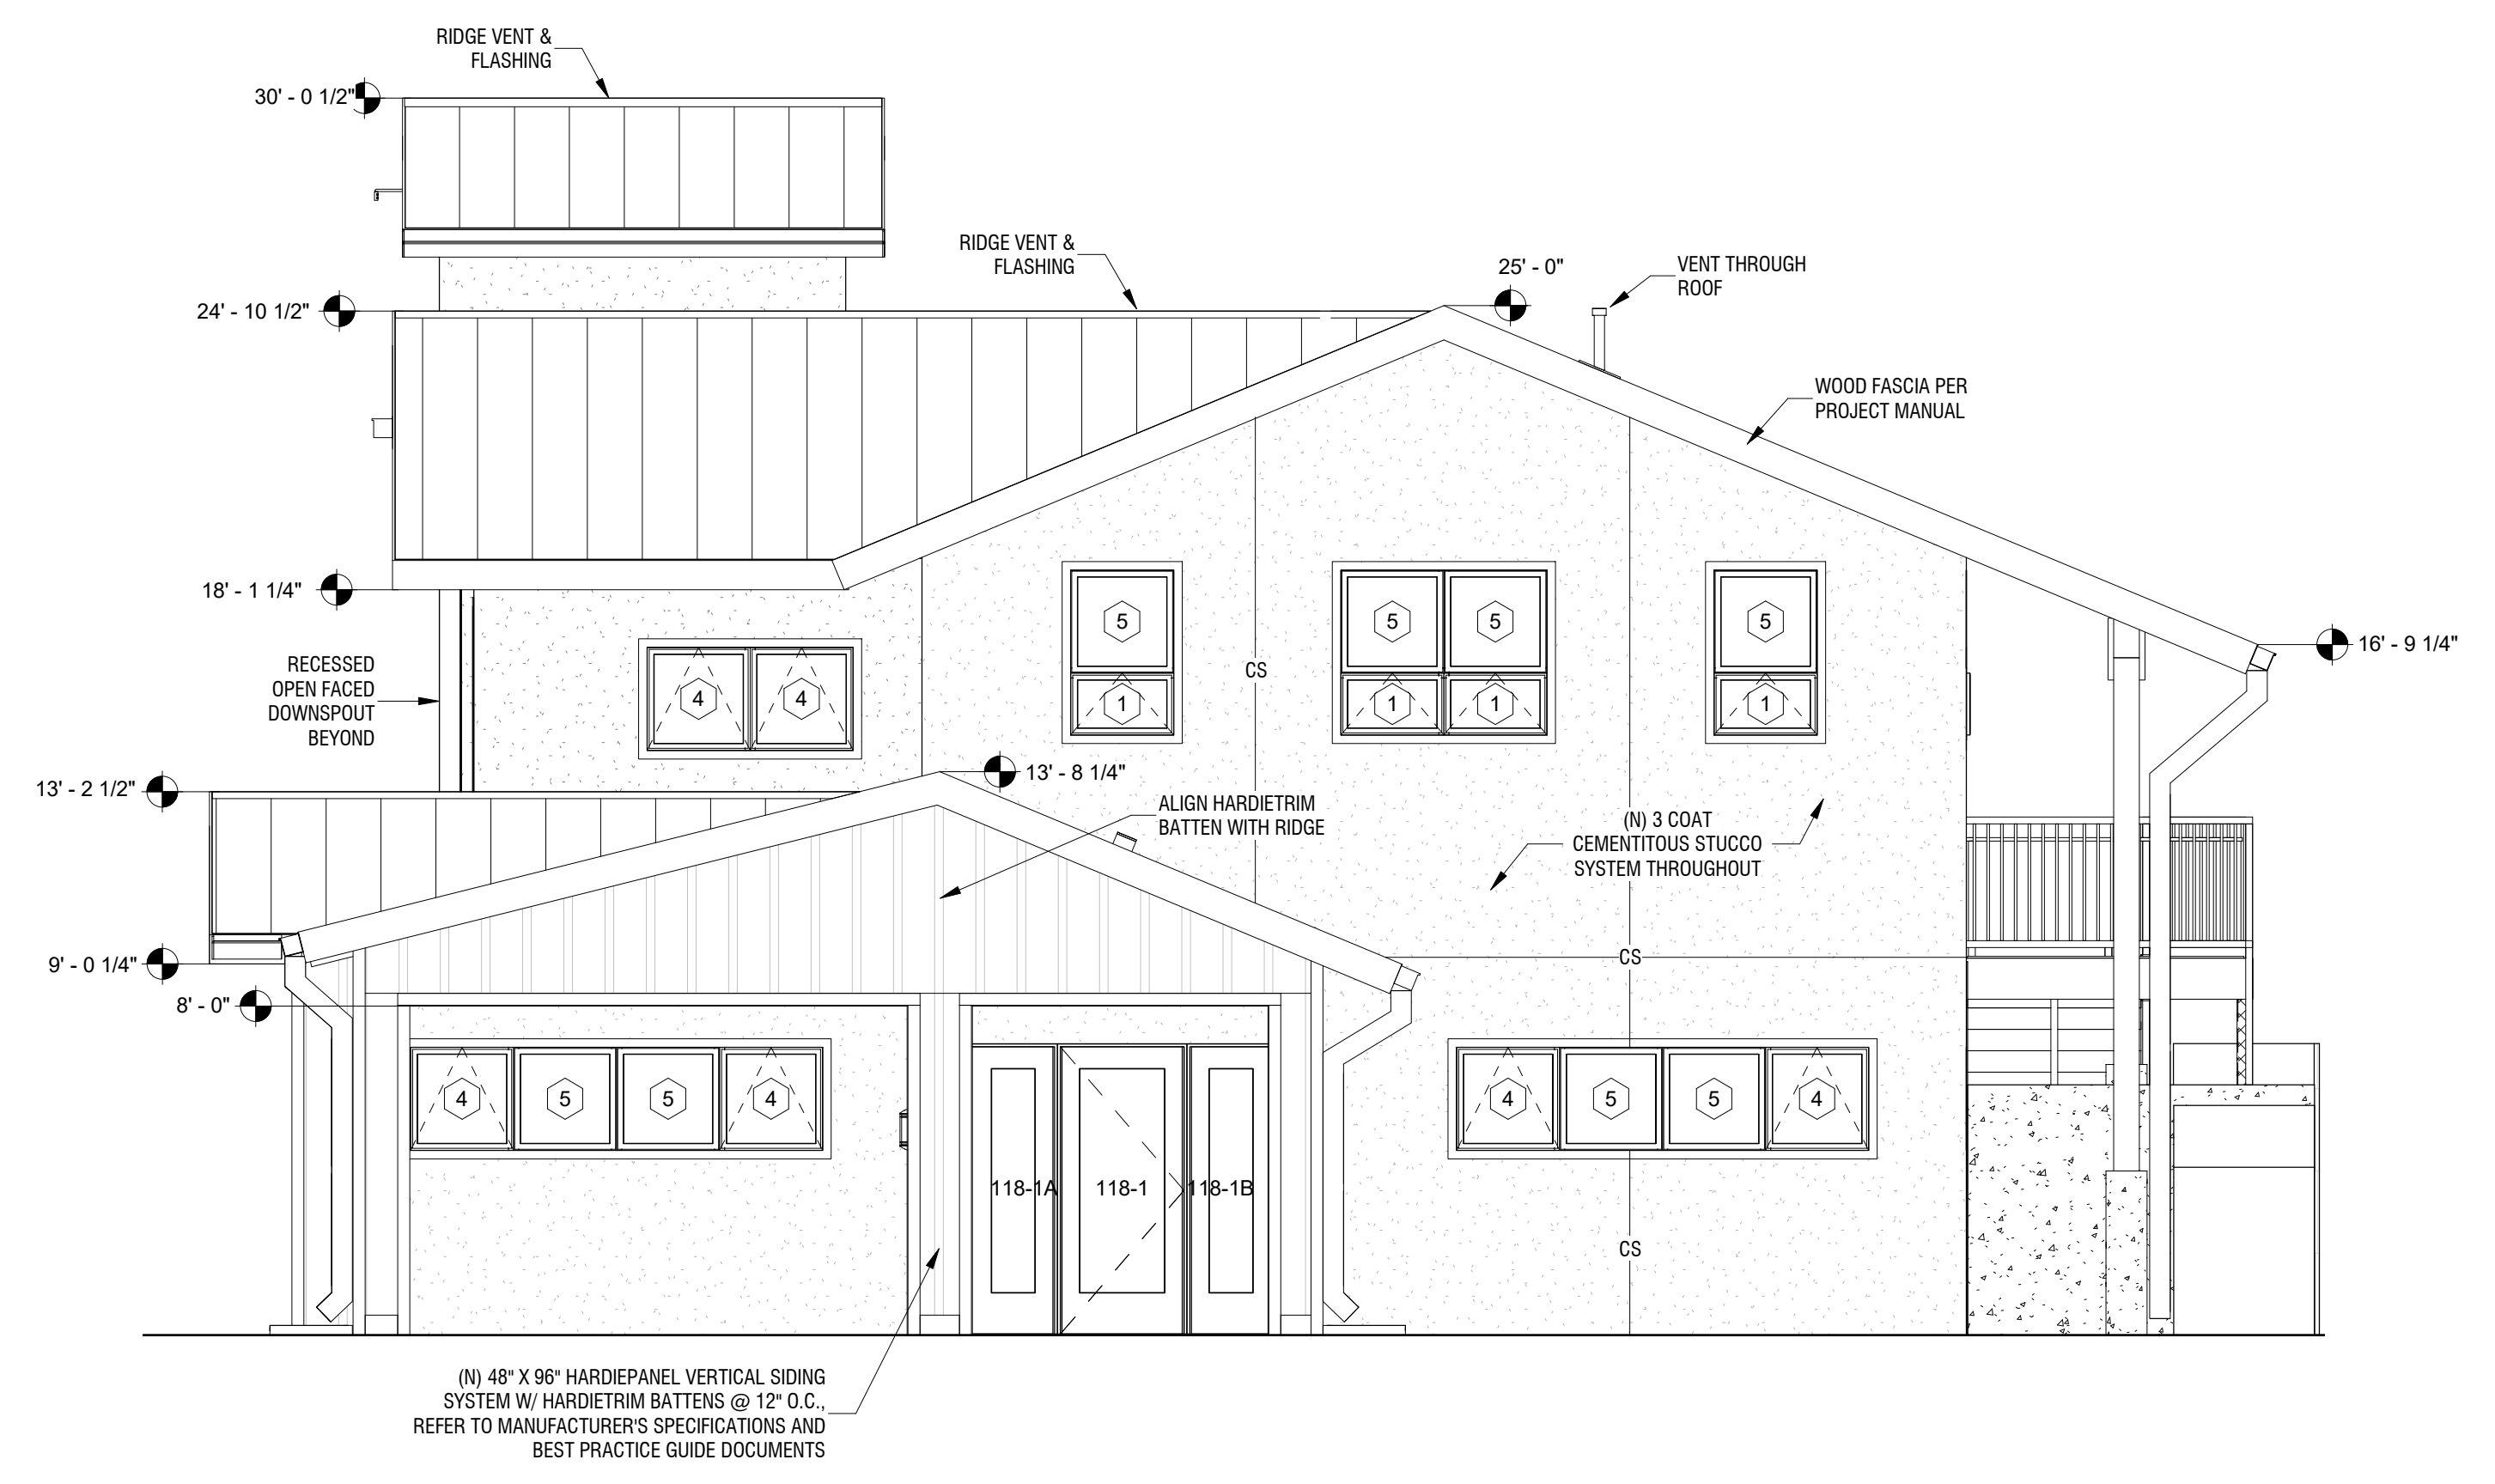 RIDGE VENT &
FLASHING
30' - 0 1/2"
RIDGE VENT &
FLASHING
25' - 0"
VENT THROUGH
ROOF
24' - 10 1/2"
WOOD FASCIA PER
PROJECT MANUAL
18' - 1 1/4"
5
5
5
5
16' - 9 1/4"
RECESSED
OPEN FACED
DOWNSPOUT
BEYOND
CS
4
4
1
1
1
1
13' - 8 1/4"
13' - 2 1/2"
ALIGN HARDIETRIM
BATTEN WITH RIDGE
(N) 3 COAT
CEMENTITOUS STUCCO
SYSTEM THROUGHOUT
CS
9' - 0 1/4"
8' - 0"
4
5
5
4
4
5
5
4
118-1A
118-1
118-1B
CS
(N) 48" X 96" HARDIEPANEL VERTICAL SIDING
SYSTEM W/ HARDIETRIM BATTENS @ 12" O.C.,
REFER TO MANUFACTURER'S SPECIFICATIONS AND
BEST PRACTICE GUIDE DOCUMENTS